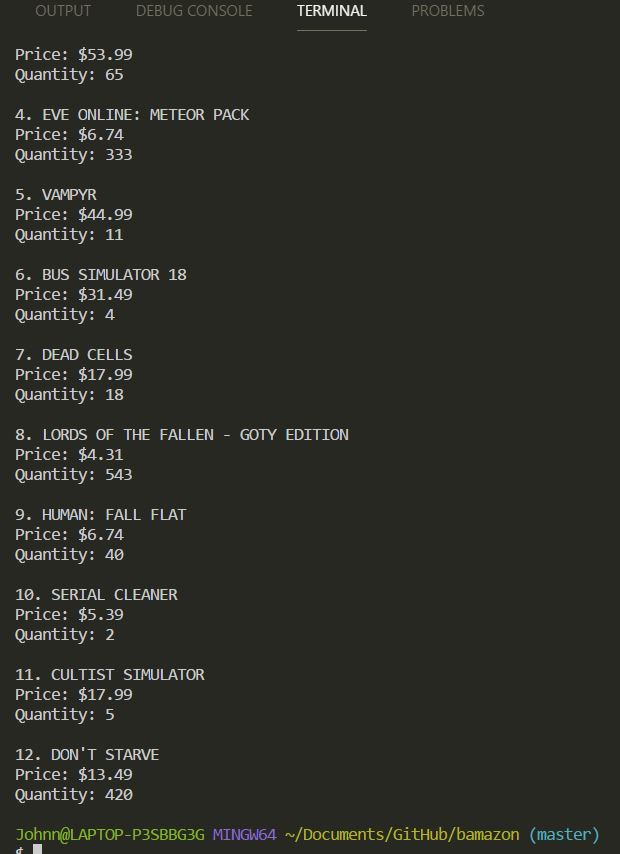 OUTPUT DEBUG CONSOLE TERMINAL PROBLEMS
Price: $53.99
Quantity: 65
4. EVE ONLINE: METEOR PACK
Price: $6.74
Quantity: 333
5. VAMPYR
Price: $44.99
Quantity: 11
6. BUS SIMULATOR 18
Price: $31.49
Quantity: 4
7. DEAD CELLS
Price: $17.99
Quantity: 18
8. LORDS OF THE FALLEN - GOTY EDITION
Price: $4.31
Quantity: 543
9. HUMAN: FALL FLAT
Price: $6.74
Quantity: 40
10. SERIAL CLEANER
Price: $5.39
Quantity: 2
11. CULTIST SIMULATOR
Price: $17.99
Quantity: 5
12. DON'T STARVE
Price: $13.49
Quantity: 420
Johnn@LAPTOP-P3SBBG3G MINGW64 ~/Documents/GitHub/bamazon (master)
$